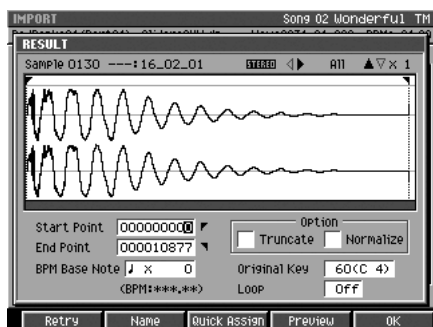 IMPORT Song 02 Wonderful TM
RESULT
Sample 0130 ---:16_02_01 STEREO All x 1
Start Point 000000000
End Point 000010877
Option
Truncate Normalize
BPM Base Note ♩ x 0
(BPM:***.**)
Original Key 60(C 4)
Loop Off
Retry Name Quick Assign Preview OK